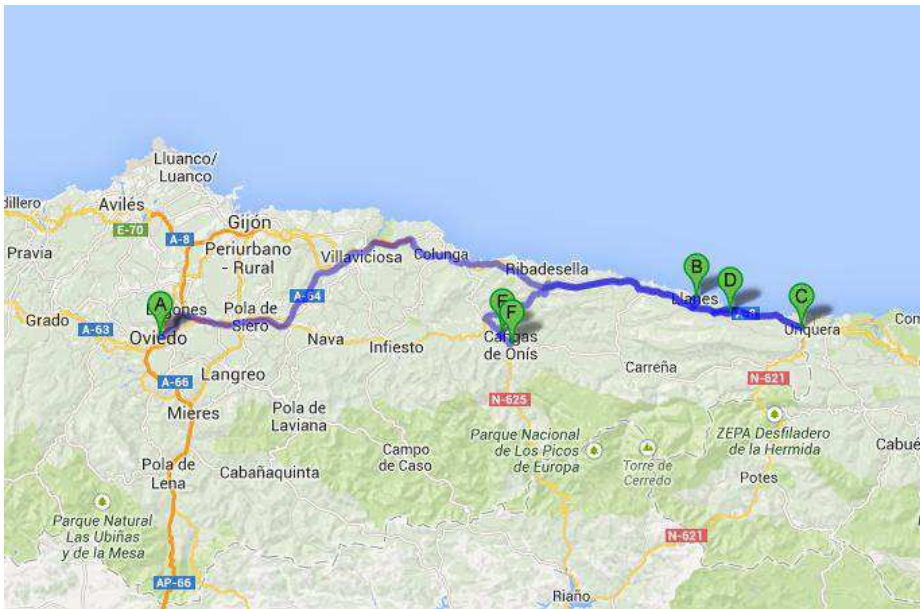 Lluanco/
Luanco
dillero
Avilés
E-70
Gijón
A-8
Periurbano
- Rural
Pravia
Villaviciosa
Colunga
Ribadesella
A-64
B
D
C
E
F
A
Llanes
Grado
A-63
Pola de
Siero
Oviedo
Nava
Infiesto
Cangas
de Onís
Unquera
Com
Langreo
A-66
Carreña
N-621
N-625
Mieres
Pola de
Laviana
Parque Nacional
de Los Picos
de Europa
ZEPA Desfiladero
de la Hermida
Cabué
Campo
de Caso
Torre de
Cerredo
Pola de
Lena
Cabañaquinta
Potes
Parque Natural
Las Ubiñas
y de la Mesa
N-621
AP-66
Riaño